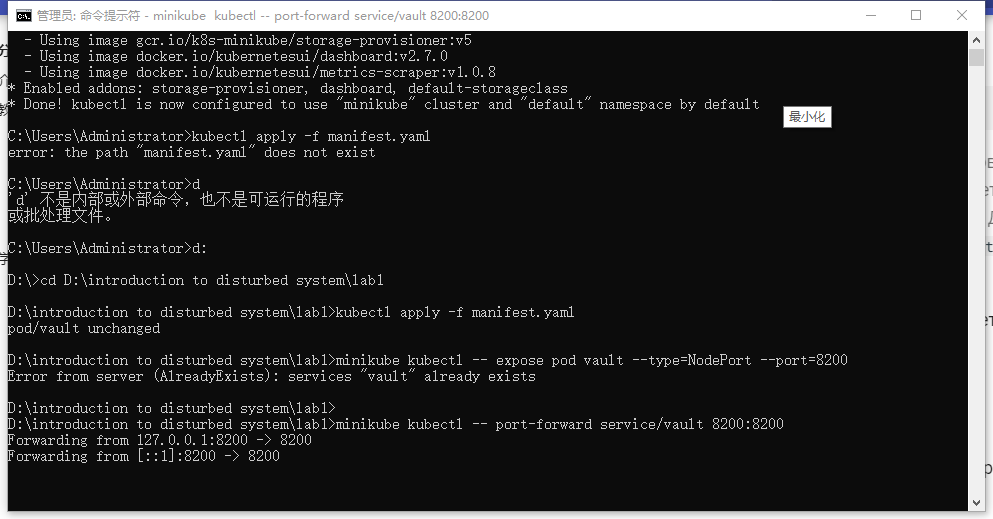 管理员: 命令提示符 - minikube  kubectl -- port-forward service/vault 8200:8200
  - Using image gcr.io/k8s-minikube/storage-provisioner:v5
  - Using image docker.io/kubernetesui/dashboard:v2.7.0
  - Using image docker.io/kubernetesui/metrics-scraper:v1.0.8
* Enabled addons: storage-provisioner, dashboard, default-storageclass
* Done! kubectl is now configured to use "minikube" cluster and "default" namespace by default
最小化
C:\Users\Administrator>kubectl apply -f manifest.yaml
error: the path "manifest.yaml" does not exist
C:\Users\Administrator>d
'd' 不是内部或外部命令，也不是可运行的程序
或批处理文件。
C:\Users\Administrator>d:
D:\>cd D:\introduction to disturbed system\lab1
D:\introduction to disturbed system\lab1>kubectl apply -f manifest.yaml
pod/vault unchanged
D:\introduction to disturbed system\lab1>minikube kubectl -- expose pod vault --type=NodePort --port=8200
Error from server (AlreadyExists): services "vault" already exists
D:\introduction to disturbed system\lab1>
D:\introduction to disturbed system\lab1>minikube kubectl -- port-forward service/vault 8200:8200
Forwarding from 127.0.0.1:8200 -> 8200
Forwarding from [::1]:8200 -> 8200